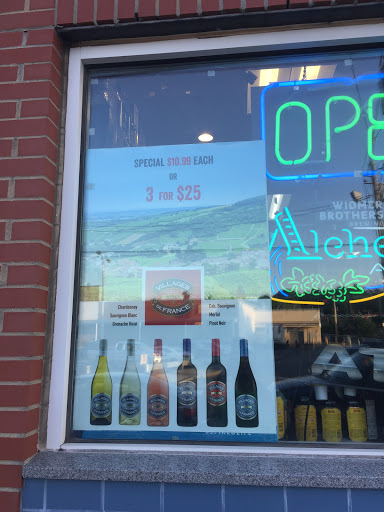 SPECIAL $10.99 EACH
OR
3 FOR $25
VILLAGES
DE FRANCE
Chardonnay
Sauvignon Blanc
Grenache Rosé
Cab. Sauvignon
Merlot
Pinot Noir
OPE
WIDMER
BROTHERS
Alche